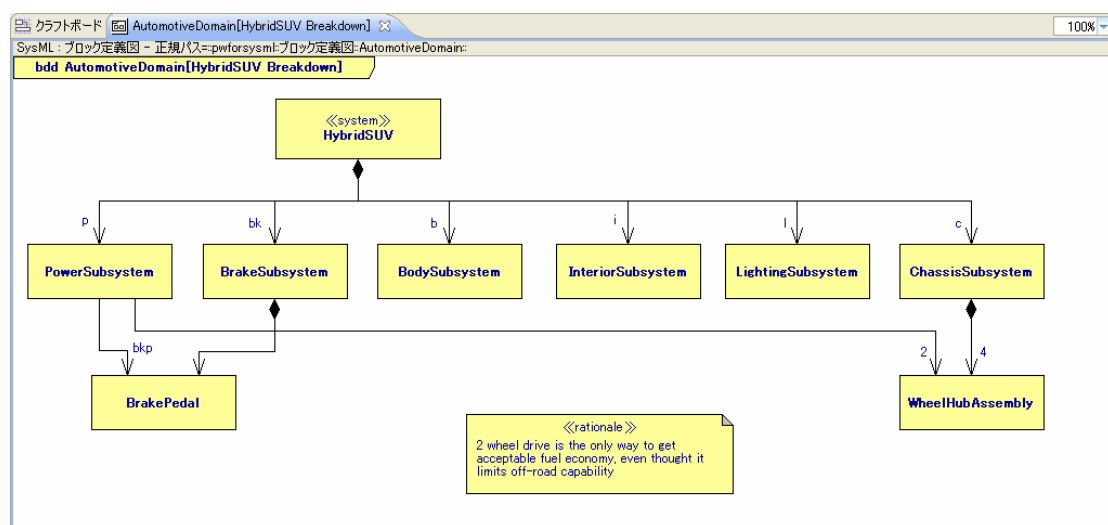 クラフトボード
AutomotiveDomain[HybridSUV Breakdown]
100%
SysML : ブロック定義図 - 正規パス=::pwforsysml::ブロック定義図::AutomotiveDomain::
bdd AutomotiveDomain[HybridSUV Breakdown]
≪system≫
HybridSUV
p
bk
b
i
l
c
PowerSubsystem
BrakeSubsystem
BodySubsystem
InteriorSubsystem
LightingSubsystem
ChassisSubsystem
bkp
2
4
BrakePedal
WheelHubAssembly
≪rationale≫
2 wheel drive is the only way to get
acceptable fuel economy, even thought it
limits off-road capability